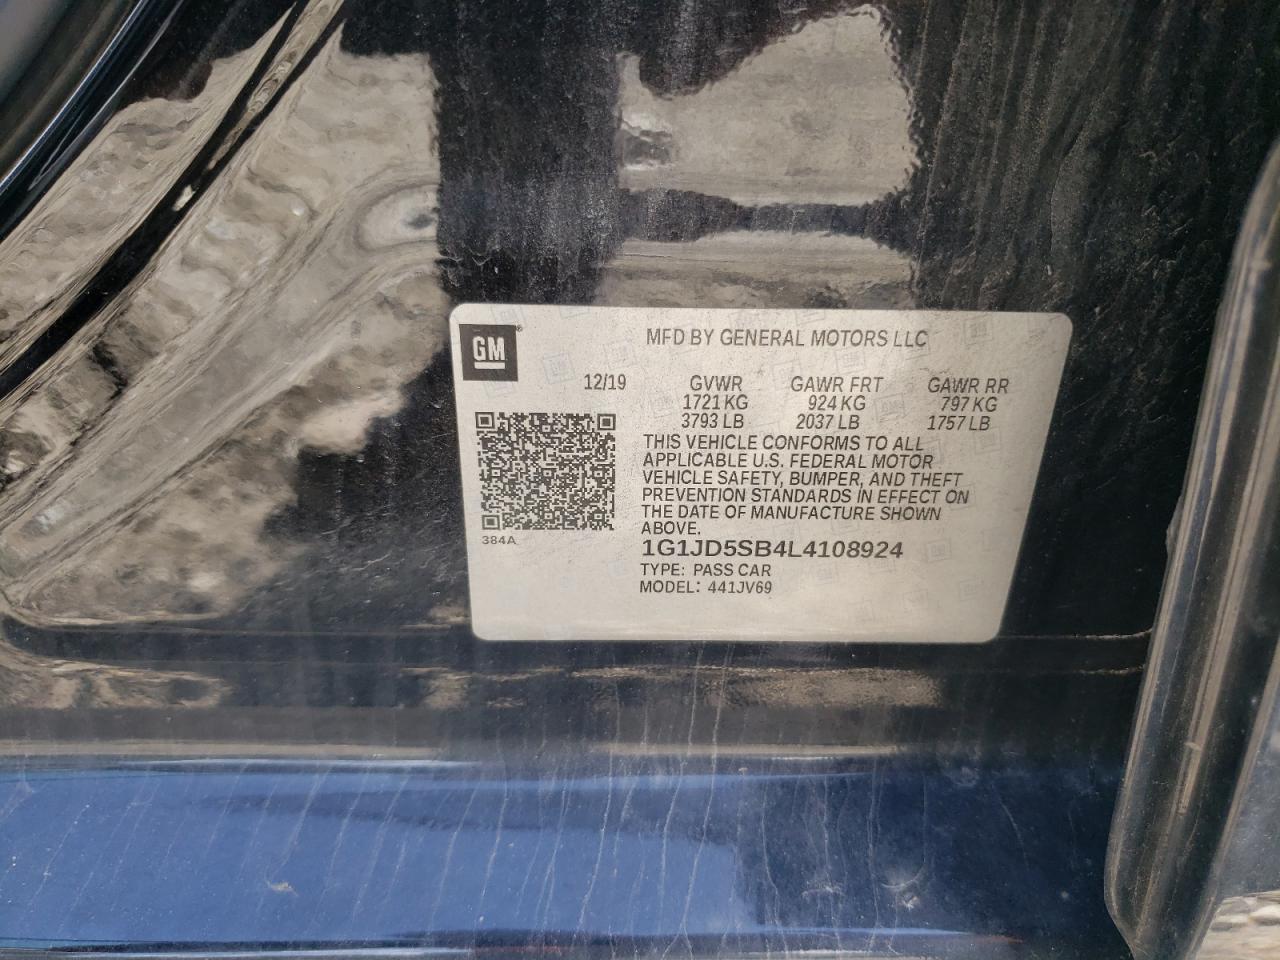 GM®
MFD BY GENERAL MOTORS LLC
12/19 GVWR GAWR FRT GAWR RR
1721 KG 924 KG 797 KG
3793 LB 2037 LB 1757 LB
THIS VEHICLE CONFORMS TO ALL
APPLICABLE U.S. FEDERAL MOTOR
VEHICLE SAFETY, BUMPER, AND THEFT
PREVENTION STANDARDS IN EFFECT ON
THE DATE OF MANUFACTURE SHOWN
ABOVE.
384A
1G1JD5SB4L4108924
TYPE: PASS CAR
MODEL: 441JV69